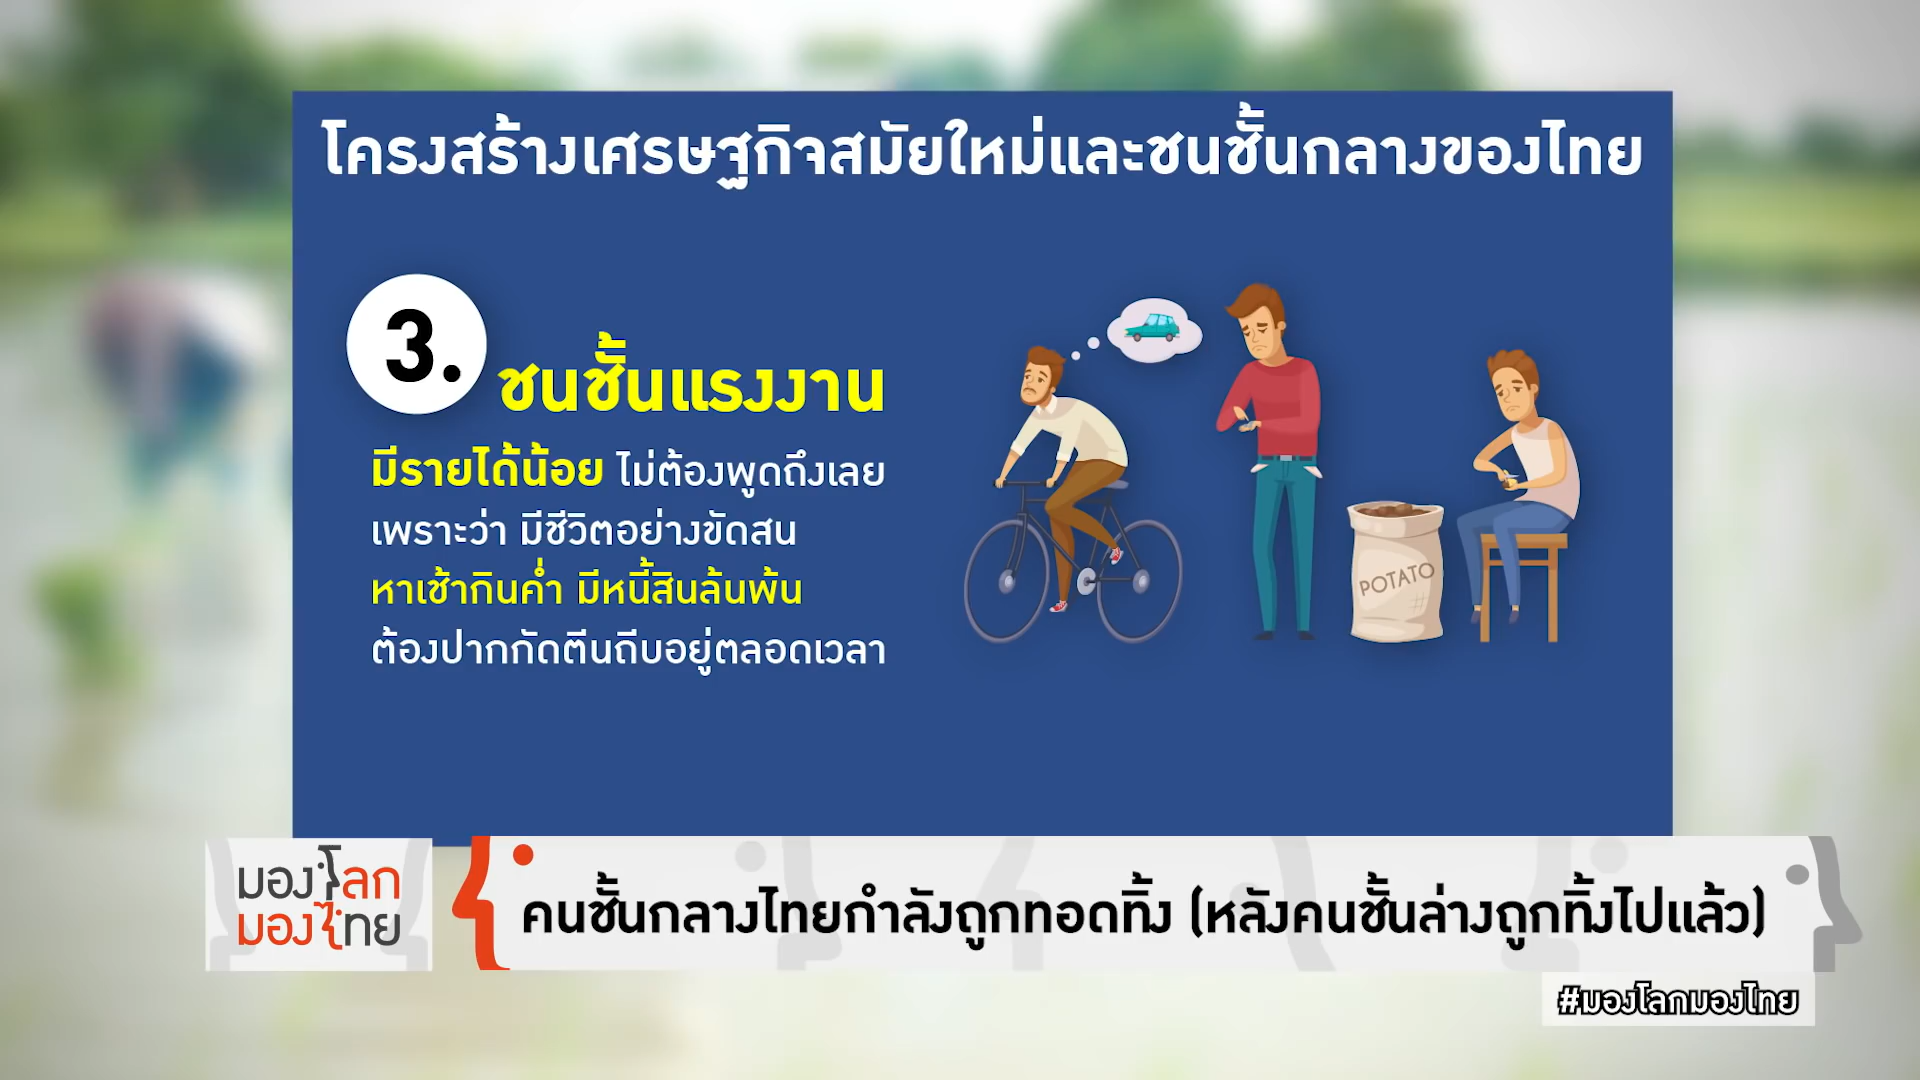 โครงสร้างเศรษฐกิจสมัยใหม่และชนชั้นกลางของไทย
3. ชนชั้นแรงงาน
มีรายได้น้อย ไม่ต้องพูดถึงเลย
เพราะว่า มีชีวิตอย่างขัดสน
หาเช้ากินค่ำ มีหนี้สินล้นพ้น
ต้องปากกัดตีนถีบอยู่ตลอดเวลา
POTATO
มองโลก
มองไทย
คนชั้นกลางไทยกำลังถูกทอดทิ้ง (หลังคนชั้นล่างถูกทิ้งไปแล้ว)
#มองโลกมองไทย